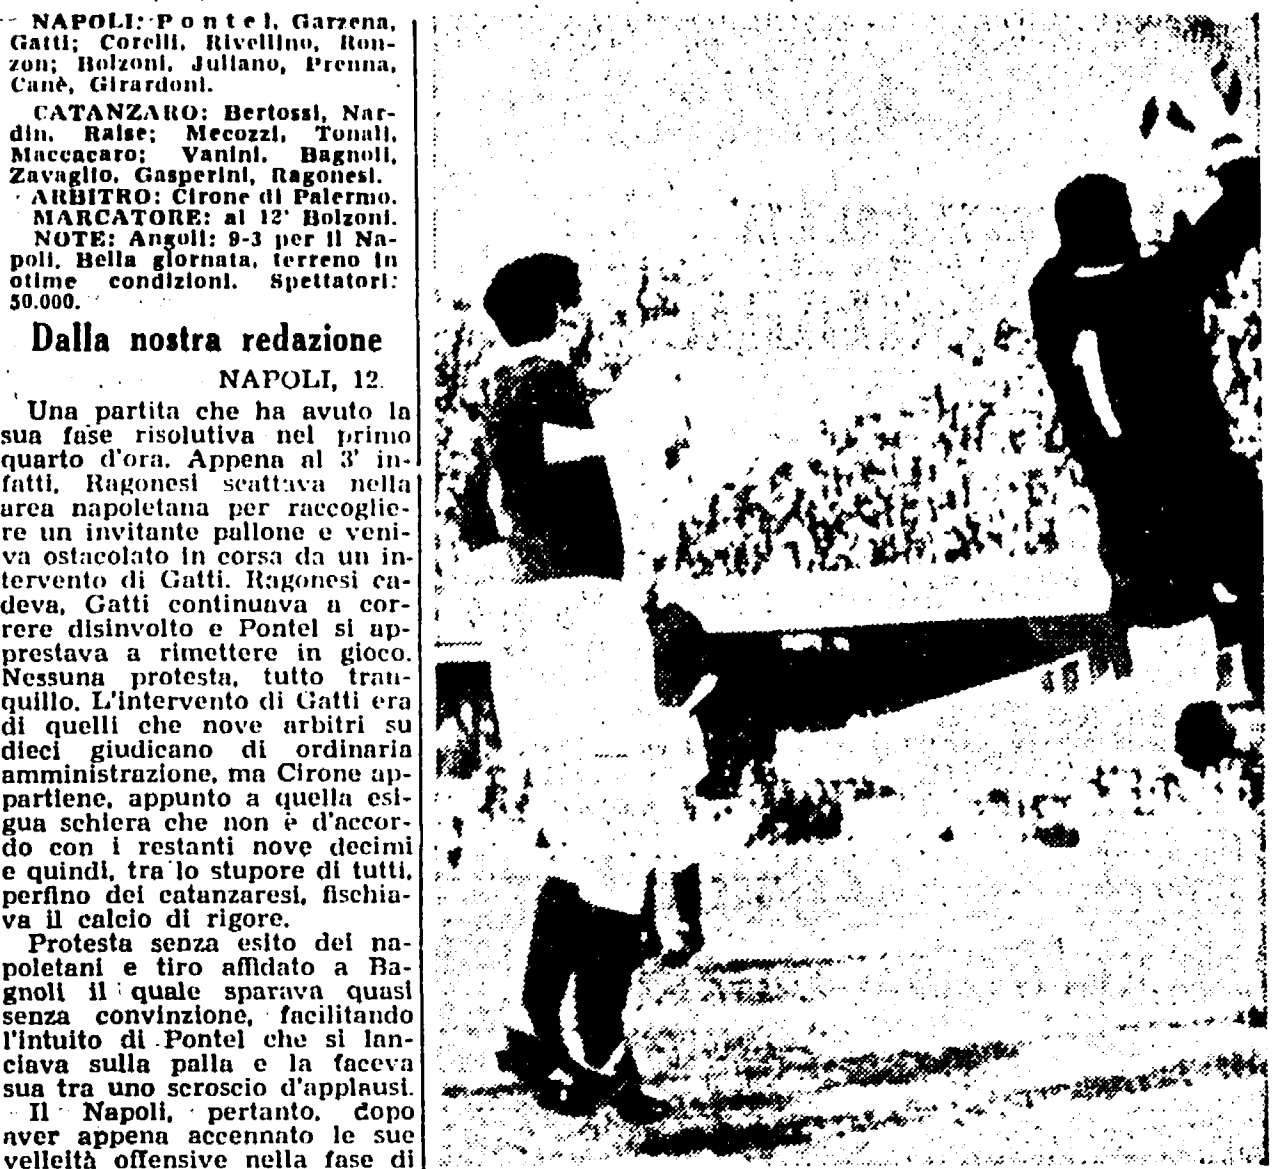 NAPOLI: Pontel, Garzena,
Gatti; Corelli, Rivellino, Ron-
zon; Bolzoni, Juliano, Prenna,
Canè, Girardoni.
CATANZARO: Bertossi, Nar-
din, Raise; Mecozzi, Tonali,
Maccacaro; Vanini, Bagnoli,
Zavaglio, Gasperini, Ragonesi.
ARBITRO: Cirone di Palermo.
MARCATORE: al 12' Bolzoni.
NOTE: Angoli: 9-3 per il Na-
poli. Bella giornata, terreno in
otime condizioni. Spettatori:
50.000.
Dalla nostra redazione
NAPOLI, 12.
Una partita che ha avuto la
sua fase risolutiva nel primo
quarto d'ora. Appena al 3' in-
fatti, Ragonesi scattava nella
area napoletana per raccoglie-
re un invitante pallone e veni-
va ostacolato in corsa da un in-
tervento di Gatti. Ragonesi ca-
deva, Gatti continuava a cor-
rere disinvolto e Pontel si ap-
prestava a rimettere in gioco.
Nessuna protesta, tutto tran-
quillo. L'intervento di Gatti era
di quelli che nove arbitri su
dieci giudicano di ordinaria
amministrazione, ma Cirone ap-
partiene, appunto a quella esi-
gua schiera che non è d'accor-
do con i restanti nove decimi
e quindi, tra lo stupore di tutti,
perfino dei catanzaresi, fischia-
va il calcio di rigore.
Protesta senza esito dei na-
poletani e tiro affidato a Ba-
gnoli il quale sparava quasi
senza convinzione, facilitando
l'intuito di Pontel che si lan-
ciava sulla palla e la faceva
sua tra uno scroscio d'applausi.
Il Napoli, pertanto, dopo
aver appena accennato le sue
velleità offensive nella fase di